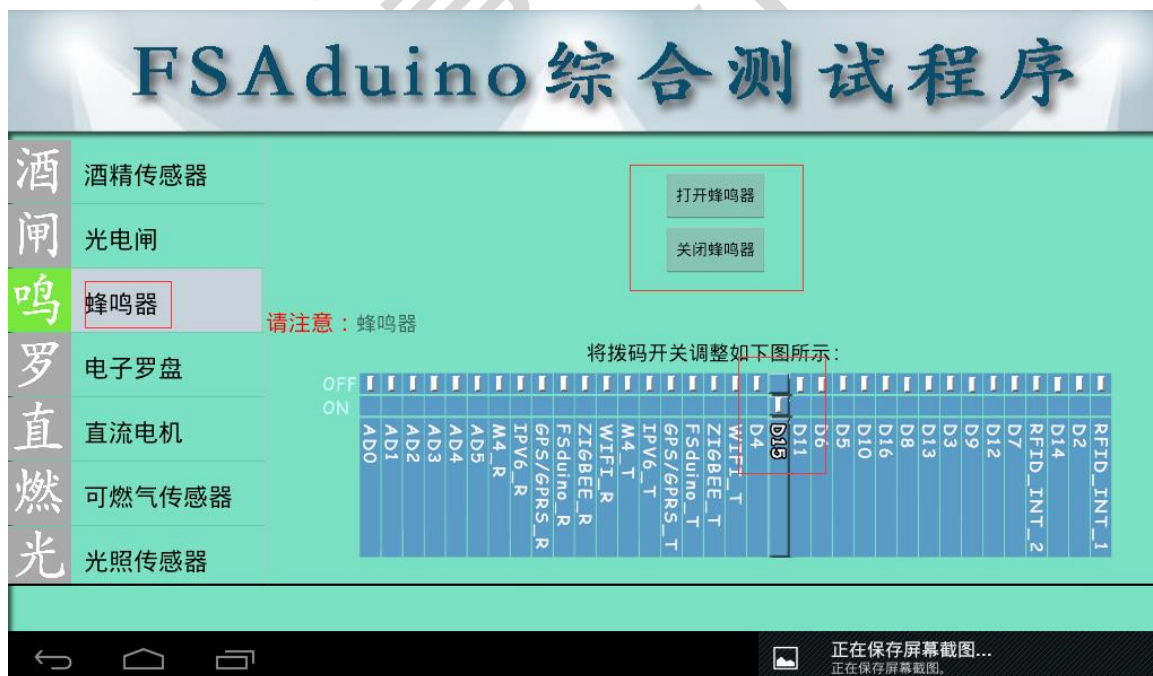 FSAduino综合测试程序
酒 酒精传感器
闸 光电闸
鸣 蜂鸣器
罗 电子罗盘
直 直流电机
燃 可燃气传感器
光 光照传感器
打开蜂鸣器
关闭蜂鸣器
请注意：蜂鸣器
将拨码开关调整如下图所示：
OFF
ON
AD0
AD1
AD2
AD3
AD4
AD5
M4_R
IPV6_R
GPS/GPRS_R
FSduino_R
ZIGBEE_R
WIFI_R
M4_T
IPV6_T
GPS/GPRS_T
FSduino_T
ZIGBEE_T
WIFI_T
D4
D15
D11
D6
D5
D10
D16
D8
D13
D3
D9
D12
D7
RFID_INT_2
D14
D2
RFID_INT_1
正在保存屏幕截图...
正在保存屏幕截图。